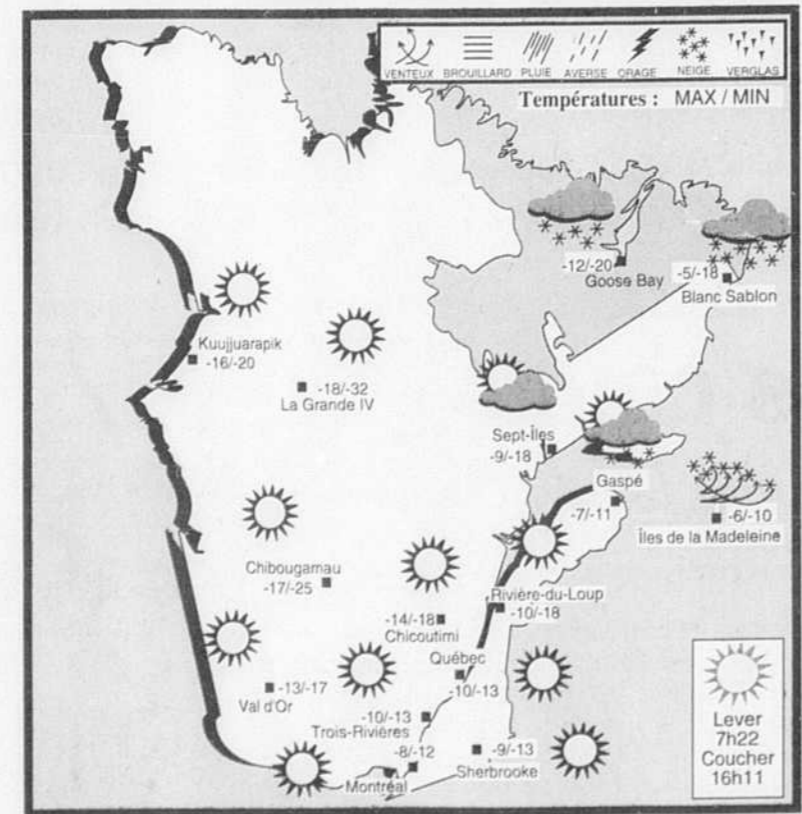 VENTEUX BROUILLARD PLUIE AVERSE ORAGE NEIGE VERGLAS
Températures : MAX / MIN
-12/-20
Goose Bay
-5/-18
Blanc Sablon
Kuujjuarapik
-16/-20
-18/-32
La Grande IV
Sept-Îles
-9/-18
Gaspé
-7/-11
-6/-10
Îles de la Madeleine
Chibougamau
-17/-25
Rivière-du-Loup
-10/-18
-14/-18
Chicoutimi
Québec
-10/-13
-13/-17
Val d'Or
-10/-13
Trois-Rivières
-8/-12
Montréal
-9/-13
Sherbrooke
Lever
7h22
Coucher
16h11